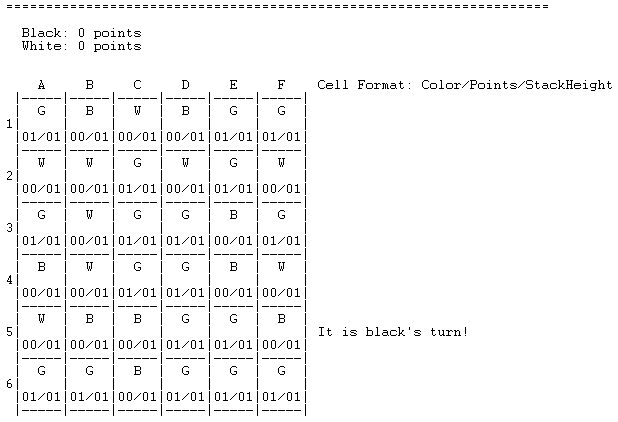 ======================================================================
Black: 0 points
White: 0 points
A B C D E F Cell Format: Color/Points/StackHeight
|-----|-----|-----|-----|-----|-----|
| G | B | W | B | G | G |
1| | | | | | |
|01/01|00/01|00/01|00/01|01/01|01/01|
|-----|-----|-----|-----|-----|-----|
| W | W | G | W | G | W |
2| | | | | | |
|00/01|00/01|01/01|00/01|01/01|00/01|
|-----|-----|-----|-----|-----|-----|
| G | W | G | G | B | G |
3| | | | | | |
|01/01|00/01|01/01|01/01|00/01|01/01|
|-----|-----|-----|-----|-----|-----|
| B | W | G | G | B | W |
4| | | | | | |
|00/01|00/01|01/01|01/01|00/01|00/01|
|-----|-----|-----|-----|-----|-----|
| W | B | B | G | G | B |
5| | | | | | | It is black's turn!
|00/01|00/01|00/01|01/01|01/01|00/01|
|-----|-----|-----|-----|-----|-----|
| G | G | B | G | G | G |
6| | | | | | |
|01/01|01/01|00/01|01/01|01/01|01/01|
|-----|-----|-----|-----|-----|-----|